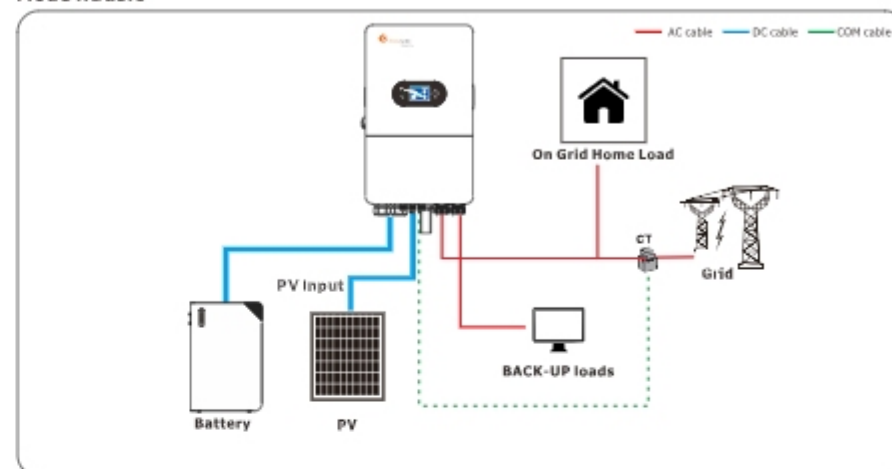 AC cable
DC cable
COM cable
On Grid Home Load
CT
Grid
PV Input
BACK-UP loads
Battery
PV